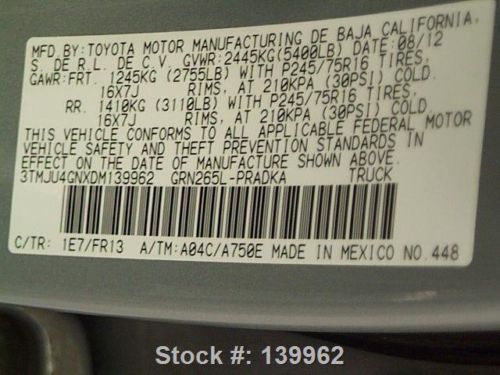 MFD.BY:TOYOTA MOTOR MANUFACTURING DE BAJA CALIFORNIA,
S. DE R.L. DE C.V. GVWR:2445KG(5400LB) DATE:08/12
GAWR:FRT. 1245KG (2755LB) WITH P245/75R16 TIRES,
16X7J RIMS, AT 210KPA (30PSI) COLD.
RR. 1410KG (3110LB) WITH P245/75R16 TIRES,
16X7J RIMS, AT 210KPA (30PSI) COLD.
THIS VEHICLE CONFORMS TO ALL APPLICABLE FEDERAL MOTOR
VEHICLE SAFETY AND THEFT PREVENTION STANDARDS IN
EFFECT ON THE DATE OF MANUFACTURE SHOWN ABOVE.
3TMJU4GNXDM139962 GRN265L-PRADKA TRUCK
C/TR: 1E7/FR13 A/TM:A04C/A750E MADE IN MEXICO NO.448
Stock #: 139962